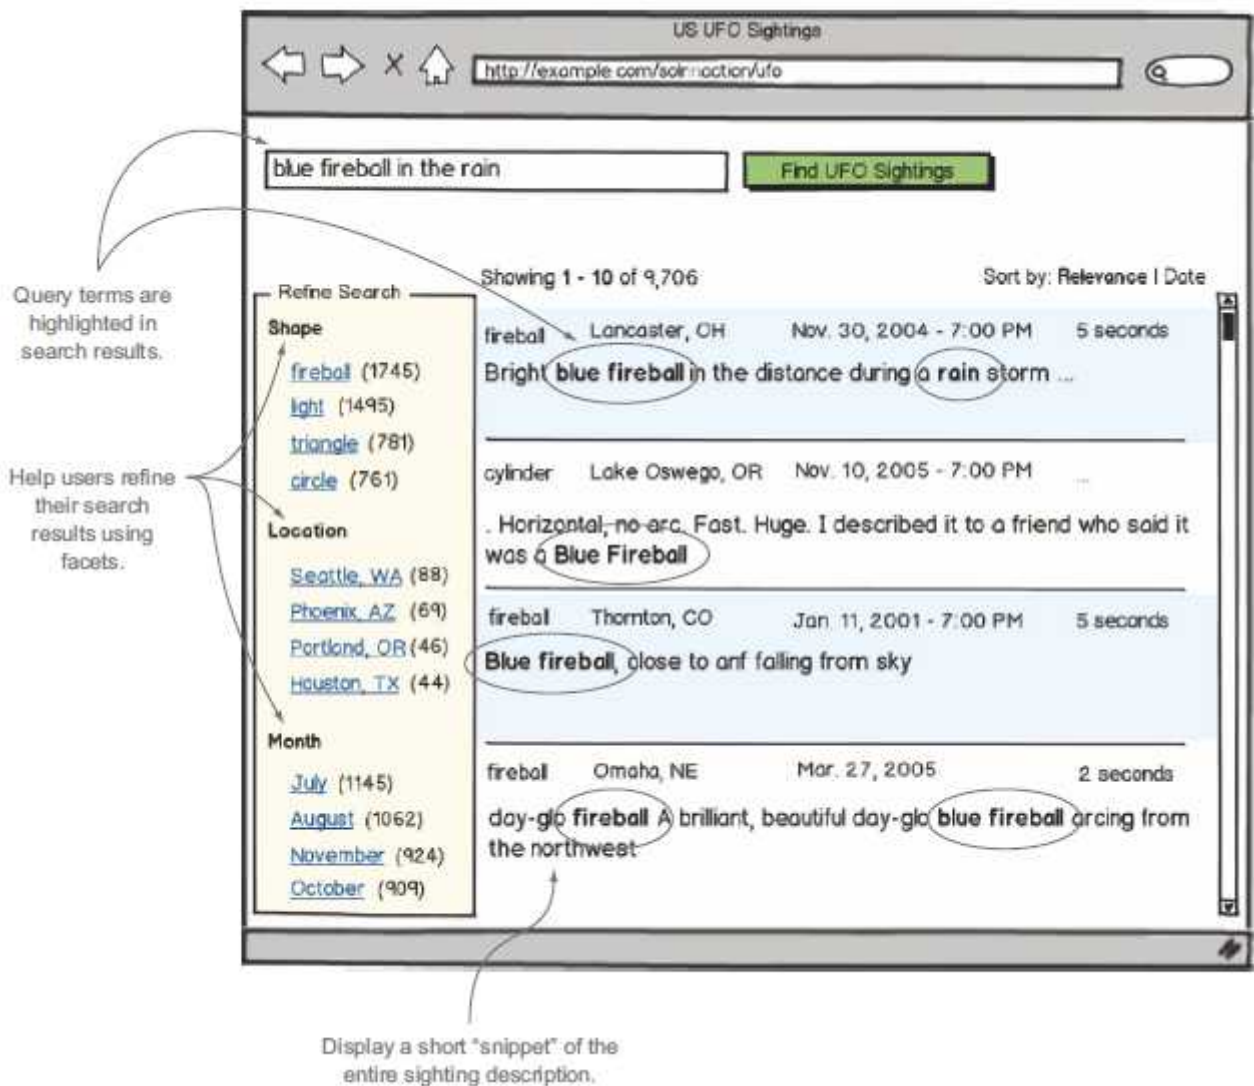 US UFO Sightings
http://example.com/solrinaction/ufo
blue fireball in the rain
Find UFO Sightings
Query terms are
highlighted in
search results.
Help users refine
their search
results using
facets.
Refine Search
Shape
fireball (1745)
light (1495)
triangle (781)
circle (761)
Location
Seattle, WA (88)
Phoenix, AZ (69)
Portland, OR (46)
Houston, TX (44)
Month
July (1145)
August (1062)
November (924)
October (909)
Showing 1 - 10 of 9,706
Sort by: Relevance | Date
fireball Lancaster, OH Nov. 30, 2004 - 7:00 PM 5 seconds
Bright blue fireball in the distance during a rain storm ...
cylinder Lake Oswego, OR Nov. 10, 2005 - 7:00 PM ...
. Horizontal, no arc. Fast. Huge. I described it to a friend who said it
was a Blue Fireball
fireball Thornton, CO Jan 11, 2001 - 7:00 PM 5 seconds
Blue fireball, close to anf falling from sky
fireball Omaha, NE Mar. 27, 2005 2 seconds
day-glo fireball A brilliant, beautiful day-glo blue fireball arcing from
the northwest
Display a short "snippet" of the
entire sighting description.